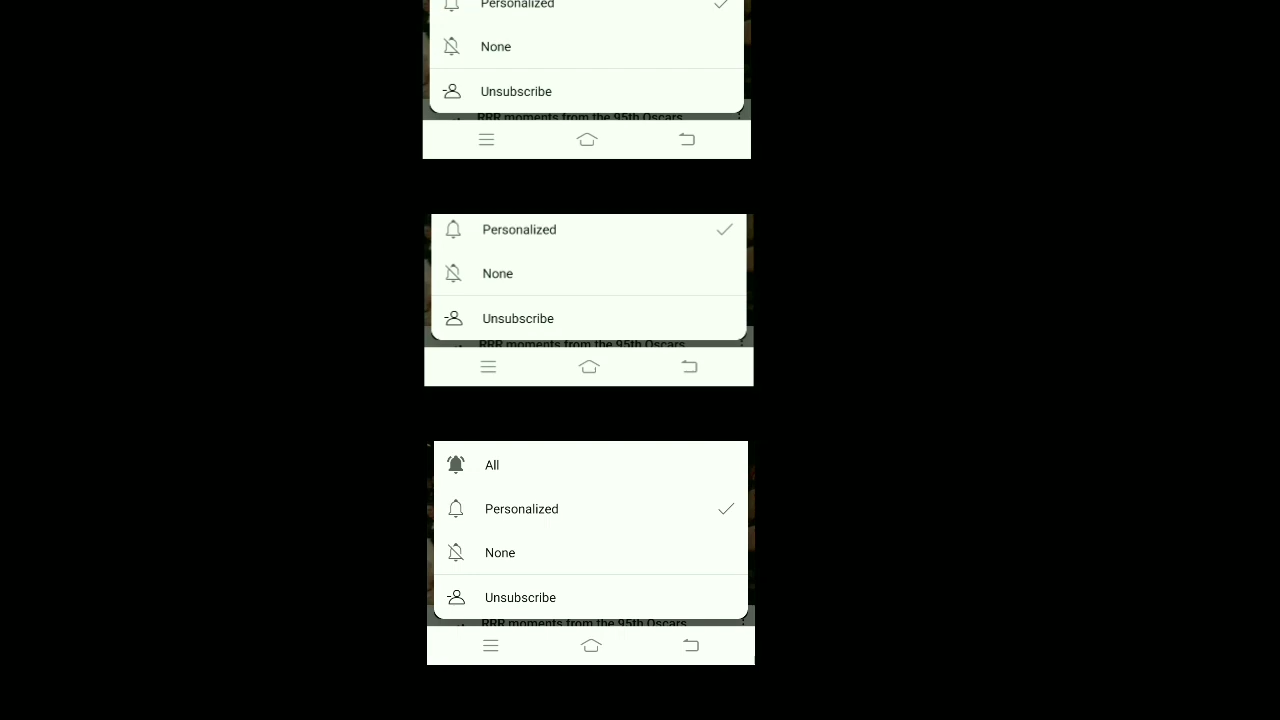 Personalized
None
Unsubscribe
RRR moments from the 95th Oscars
Personalized
None
Unsubscribe
RRR moments from the 95th Oscars
All
Personalized
None
Unsubscribe
RRR moments from the 95th Oscars